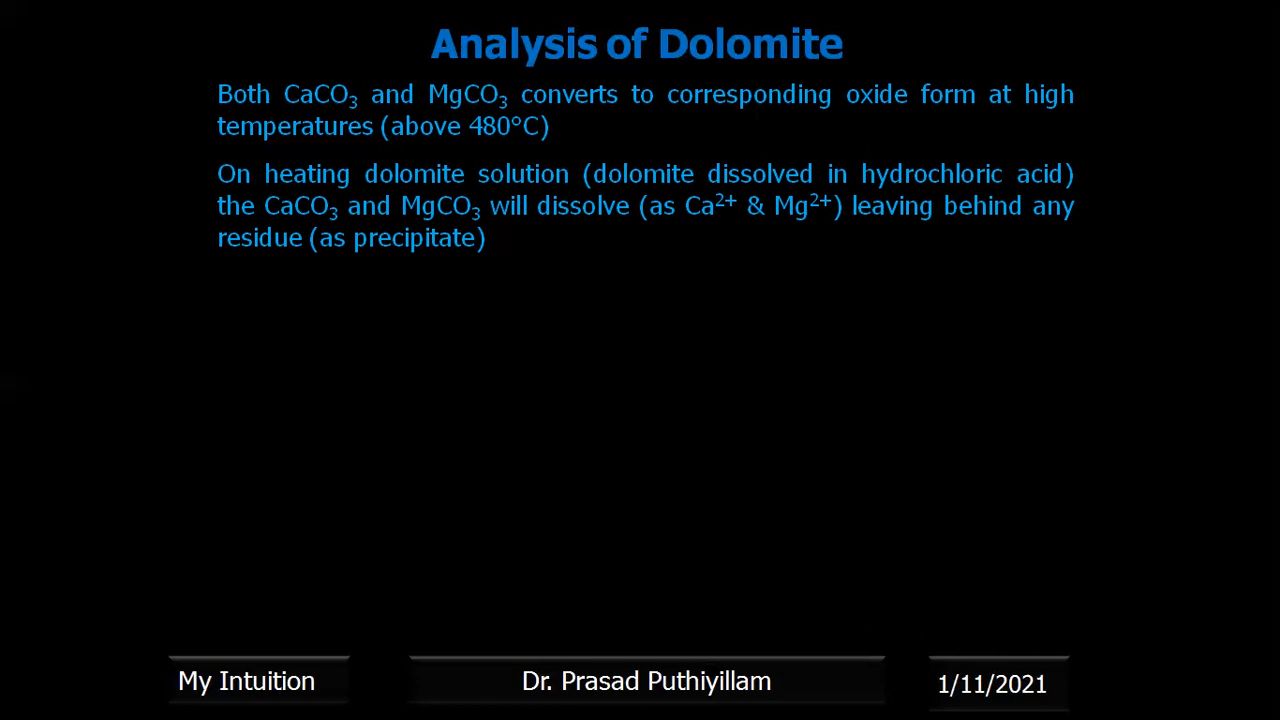 Analysis of Dolomite
Both CaCO₃ and MgCO₃ converts to corresponding oxide form at high
temperatures (above 480°C)
On heating dolomite solution (dolomite dissolved in hydrochloric acid)
the CaCO₃ and MgCO₃ will dissolve (as Ca²⁺ & Mg²⁺) leaving behind any
residue (as precipitate)
My Intuition
Dr. Prasad Puthiyillam
1/11/2021